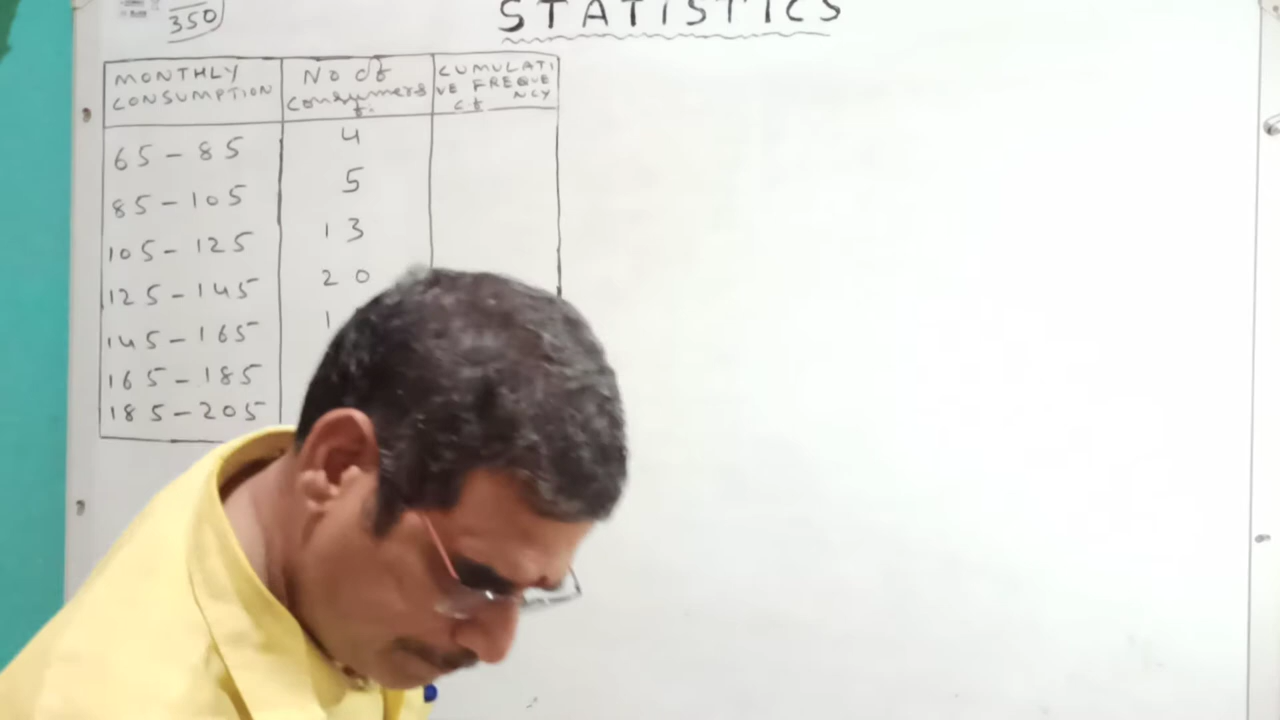 350
STATISTICS
MONTHLY CONSUMPTION
No of consumers f.
CUMULATIVE FREQUENCY cf
65-85 4
85-105 5
105-125 13
125-145 20
145-165 1
165-185
185-205